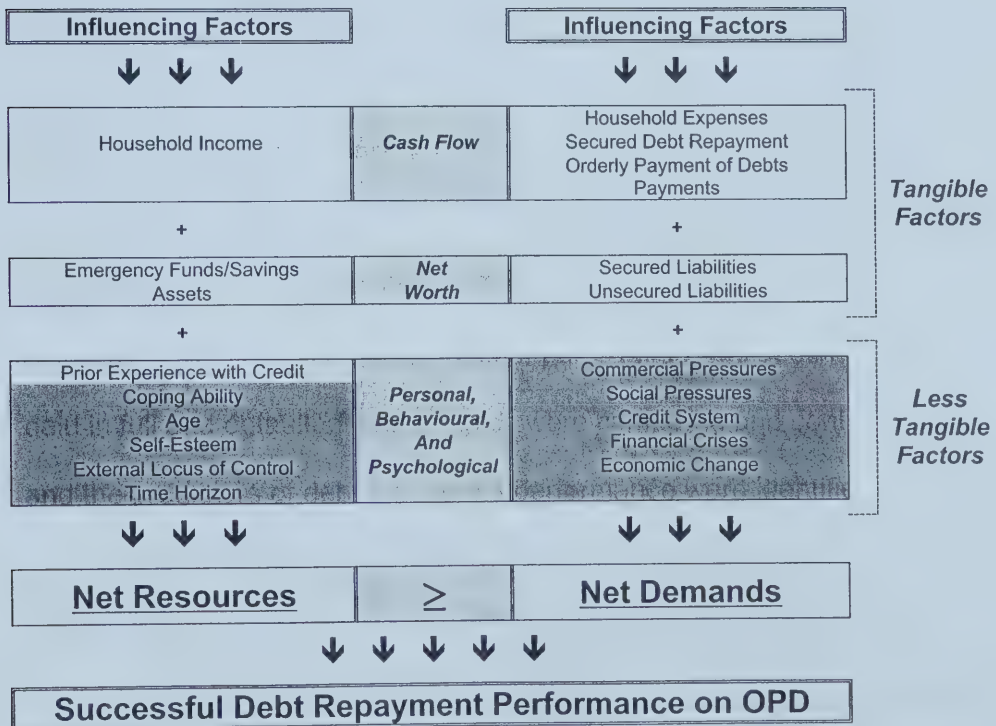 Influencing Factors
Influencing Factors
Household Income
Cash Flow
Household Expenses
Secured Debt Repayment
Orderly Payment of Debts
Payments
Tangible
Factors
+
+
Emergency Funds/Savings
Assets
Net
Worth
Secured Liabilities
Unsecured Liabilities
+
+
Prior Experience with Credit
Coping Ability
Age
Self-Esteem
External Locus of Control
Time Horizon
Personal,
Behavioural,
And
Psychological
Commercial Pressures
Social Pressures
Credit System
Financial Crises
Economic Change
Less
Tangible
Factors
Net Resources
≥
Net Demands
Successful Debt Repayment Performance on OPD